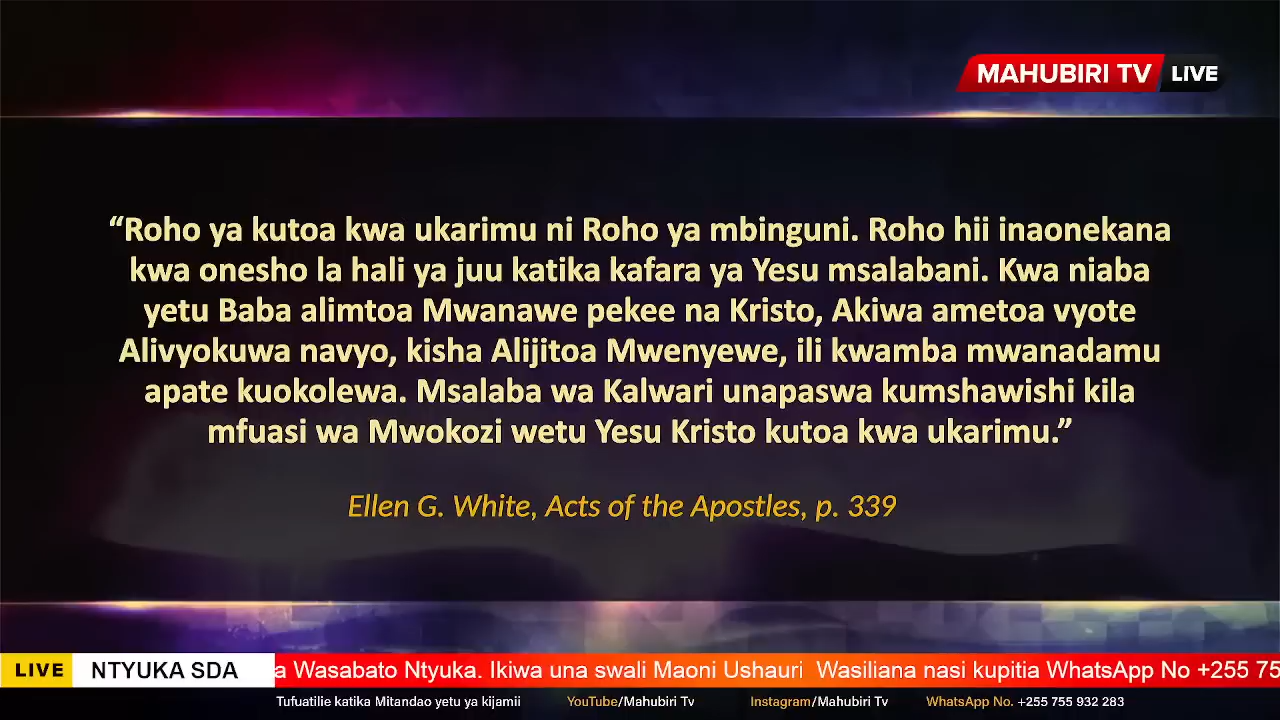 MAHUBIRI TV LIVE
“Roho ya kutoa kwa ukarimu ni Roho ya mbinguni. Roho hii inaonekana
kwa onesho la hali ya juu katika kafara ya Yesu msalabani. Kwa niaba
yetu Baba alimtoa Mwanawe pekee na Kristo, Akiwa ametoa vyote
Alivyokuwa navyo, kisha Alijitoa Mwenyewe, ili kwamba mwanadamu
apate kuokolewa. Msalaba wa Kalwari unapaswa kumshawishi kila
mfuasi wa Mwokozi wetu Yesu Kristo kutoa kwa ukarimu.”
Ellen G. White, Acts of the Apostles, p. 339
LIVE NTYUKA SDA a Wasabato Ntyuka. Ikiwa una swali Maoni Ushauri Wasiliana nasi kupitia WhatsApp No +255 75
Tufuatilie katika Mitandao yetu ya kijamii YouTube/Mahubiri Tv Instagram/Mahubiri Tv WhatsApp No. +255 755 932 283